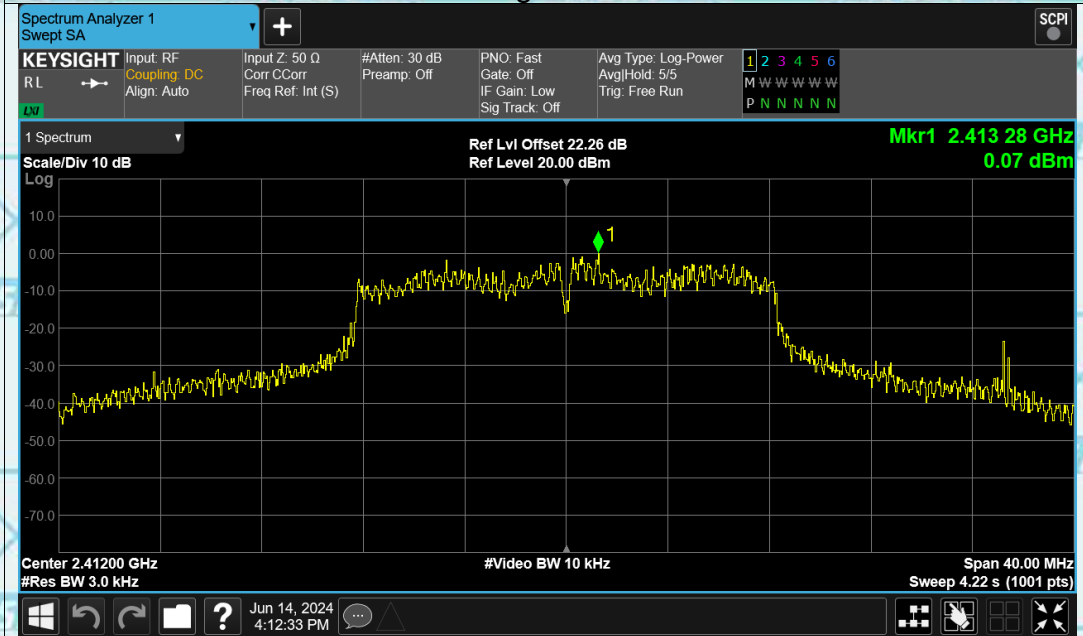 Spectrum Analyzer 1
Swept SA
+
SCPI
KEYSIGHT
R L
LXI
Input: RF
Coupling: DC
Align: Auto
Input Z: 50 Ω
Corr CCorr
Freq Ref: Int (S)
#Atten: 30 dB
Preamp: Off
PNO: Fast
Gate: Off
IF Gain: Low
Sig Track: Off
Avg Type: Log-Power
Avg|Hold: 5/5
Trig: Free Run
1 2 3 4 5 6
M W W W W W
P N N N N N
1 Spectrum
Scale/Div 10 dB
Log
Ref Lvl Offset 22.26 dB
Ref Level 20.00 dBm
Mkr1 2.413 28 GHz
0.07 dBm
1
10.0
0.00
-10.0
-20.0
-30.0
-40.0
-50.0
-60.0
-70.0
Center 2.41200 GHz
#Res BW 3.0 kHz
#Video BW 10 kHz
Span 40.00 MHz
Sweep 4.22 s (1001 pts)
?
Jun 14, 2024
4:12:33 PM